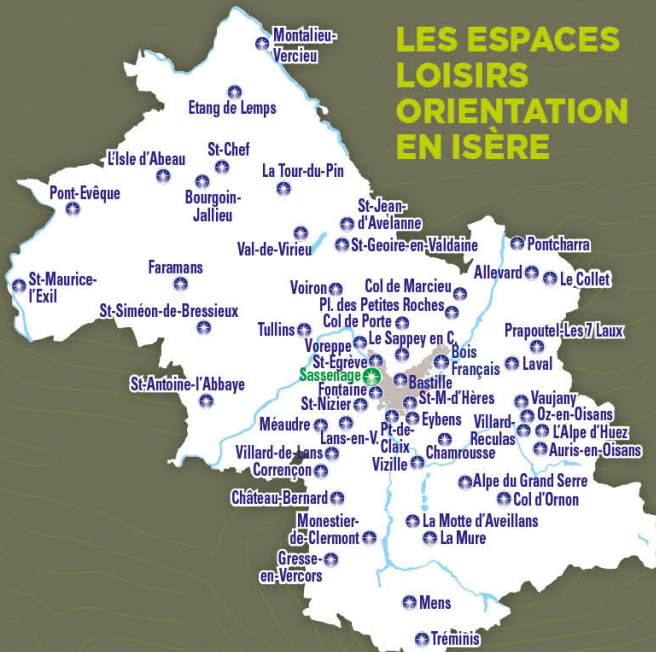 LES ESPACES
LOISIRS
ORIENTATION
EN ISÈRE
Montalieu-
Vercieu
Etang de Lemps
St-Chef
L'Isle d'Abeau
La Tour-du-Pin
Bourgoin-
Jallieu
Pont-Evêque
St-Jean-
d'Avelanne
Val-de-Virieu
St-Geoire-en-Valdaine
Pontcharra
Allevard
Le Collet
St-Maurice-
l'Exil
Faramans
Voiron
Col de Marcieu
Pl. des Petites Roches
St-Siméon-de-Bressieux
Col de Porte
Tullins
Prapoutel-Les 7 Laux
Voreppe
Le Sappey en C.
St-Egrève
Bois
Français
Laval
Sassenage
Bastille
St-Antoine-l'Abbaye
Fontaine
St-M-d'Hères
Vaujany
St-Nizier
Eybens
Oz-en-Oisans
Méaudre
Lans-en-V.
Pt-de-
Claix
Villard-
Reculas
L'Alpe d'Huez
Chamrousse
Auris-en-Oisans
Villard-de-Lans
Vizille
Corrençon
Alpe du Grand Serre
Château-Bernard
Col d'Ornon
Monestier-
de-Clermont
La Motte d'Aveillans
La Mure
Gresse-
en-Vercors
Mens
Tréminis